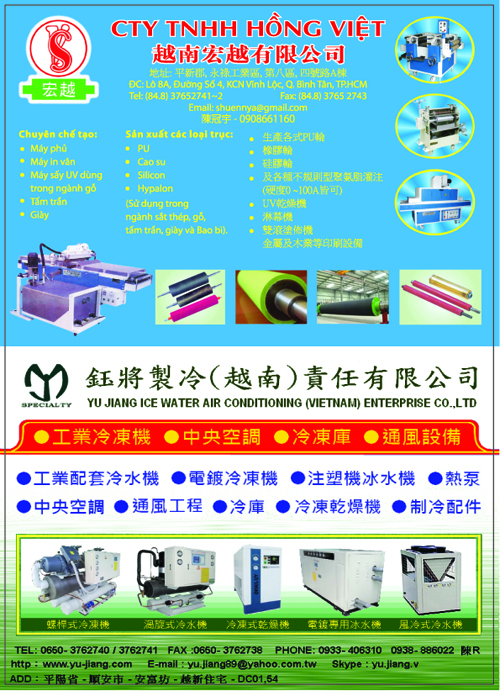 CTY TNHH HỒNG VIỆT
越南宏越有限公司
宏越
地址: 平新郡, 永祿工業區, 第八區, 四號路A棟
ĐC: Lô 8A, Đường Số 4, KCN Vĩnh Lộc, Q. Bình Tân, TP.HCM
Tel: (84.8) 37652741~2 Fax: (84.8) 3765 2743
Email: shuennya@gmail.com
陳冠宇 - 0908661160
Chuyên chế tạo:
• Máy phủ
• Máy in vân
• Máy sấy UV dùng
trong ngành gỗ
• Tấm trần
• Giày
Sản xuất các loại trục:
• PU
• Cao su
• Silicon
• Hypalon
(Sử dụng trong
ngành sắt thép, gỗ,
tấm trần, giày và Bao bì).
• 生產各式PU輪
• 橡膠輪
• 硅膠輪
• 及各種不規則型聚氨脂灌注
(硬度0 ~100A皆可)
• UV乾燥機
• 淋幕機
• 雙滾塗佈機
金屬及木業等印刷設備
SPECIALTY
鈺將製冷(越南)責任有限公司
YU JIANG ICE WATER AIR CONDITIONING (VIETNAM) ENTERPRISE CO.,LTD
●工業冷凍機 ●中央空調 ●冷凍庫 ●通風設備
●工業配套冷水機 ●電鍍冷凍機 ●注塑機冰水機 ●熱泵
●中央空調 ●通風工程 ●冷庫 ●冷凍乾燥機 ●制冷配件
螺桿式冷凍機 渦旋式冷水機 冷凍式乾燥機 電鍍專用冰水機 風冷式冷水機
TEL: 0650- 3762740 / 3762741 FAX :0650- 3762738 PHONE: 0933- 406310 0938- 886022 陳R
http : www.yu-jiang.com E-mail : yu.jiang89@yahoo.com.tw Skype : yu.jiang.v
ADD : 平陽省 - 順安市 - 安富坊 - 越新住宅 - DC01,54